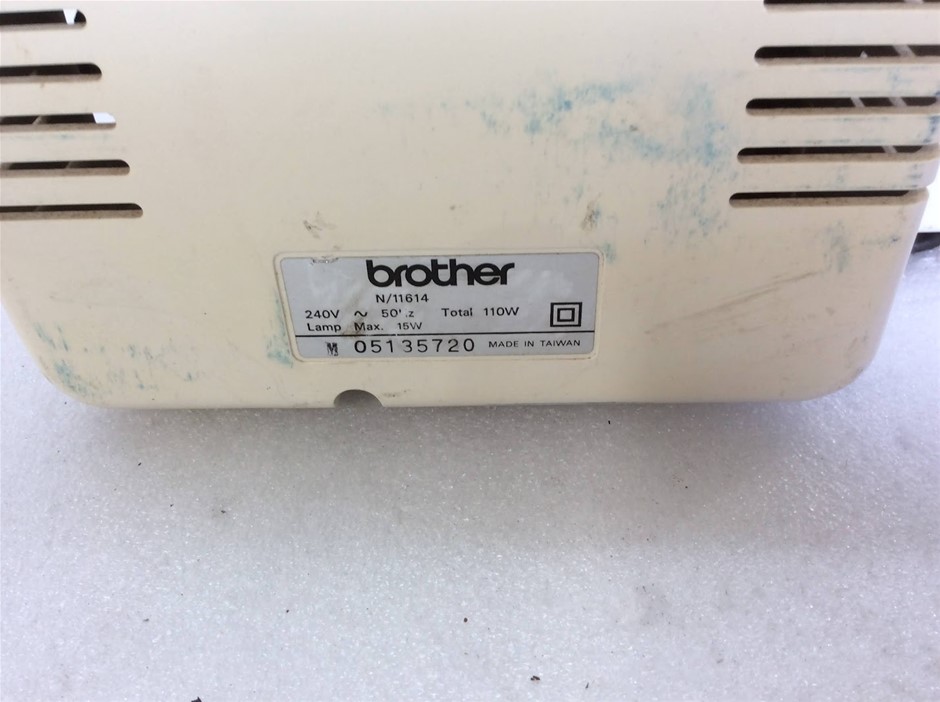 brother
N/11614
240V ~ 50Hz Total 110W
Lamp Max. 15W
05135720 MADE IN TAIWAN